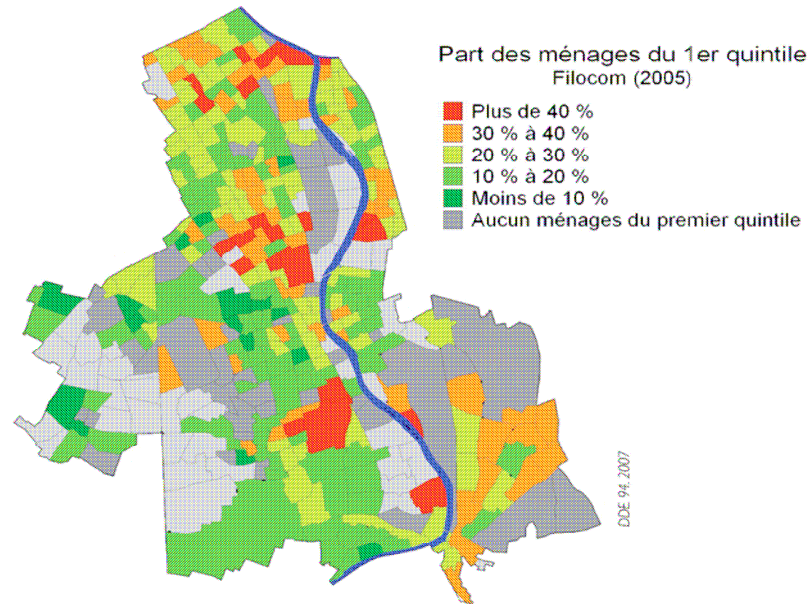 Part des ménages du 1er quintile
Filocom (2005)
Plus de 40 %
30 % à 40 %
20 % à 30 %
10 % à 20 %
Moins de 10 %
Aucun ménages du premier quintile
DDE 94, 2007